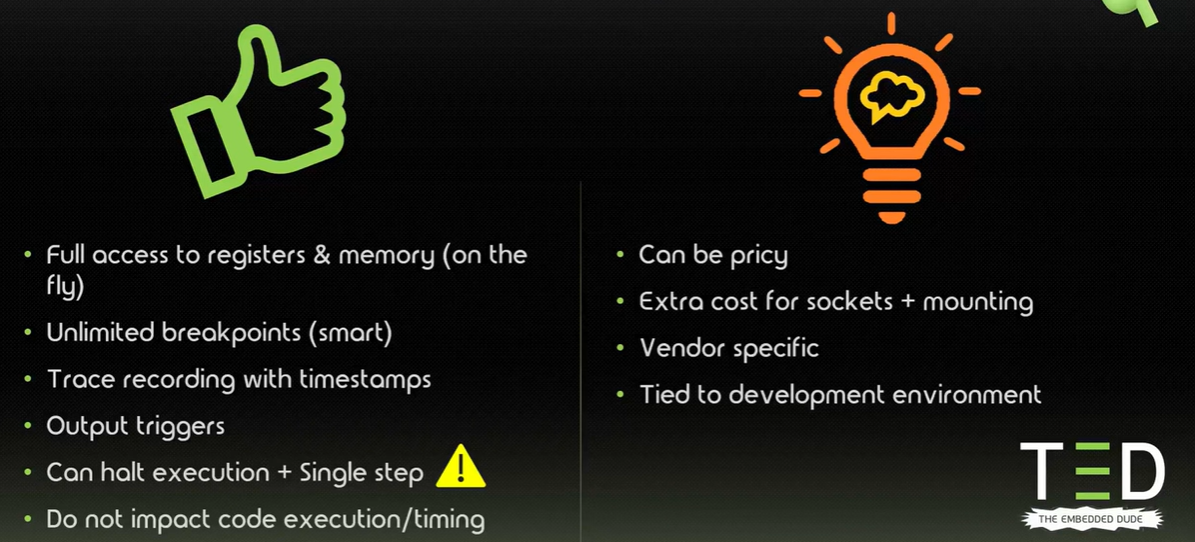 • Full access to registers & memory (on the
fly)
• Unlimited breakpoints (smart)
• Trace recording with timestamps
• Output triggers
• Can halt execution + Single step
• Do not impact code execution/timing
• Can be pricy
• Extra cost for sockets + mounting
• Vendor specific
• Tied to development environment
TED
THE EMBEDDED DUDE